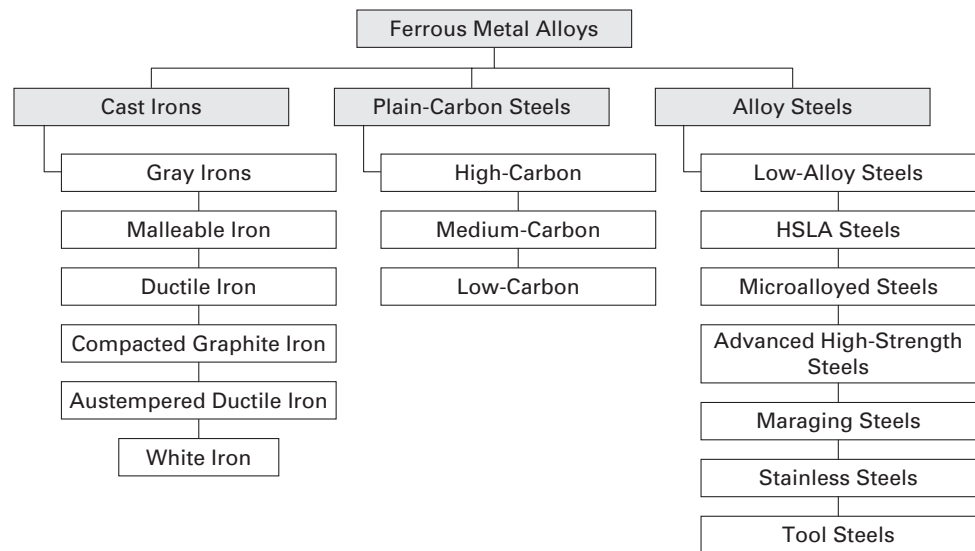 Ferrous Metal Alloys
Cast Irons
Plain-Carbon Steels
Alloy Steels
Gray Irons
High-Carbon
Low-Alloy Steels
Malleable Iron
Medium-Carbon
HSLA Steels
Ductile Iron
Low-Carbon
Microalloyed Steels
Compacted Graphite Iron
Advanced High-Strength
Steels
Austempered Ductile Iron
Maraging Steels
White Iron
Stainless Steels
Tool Steels